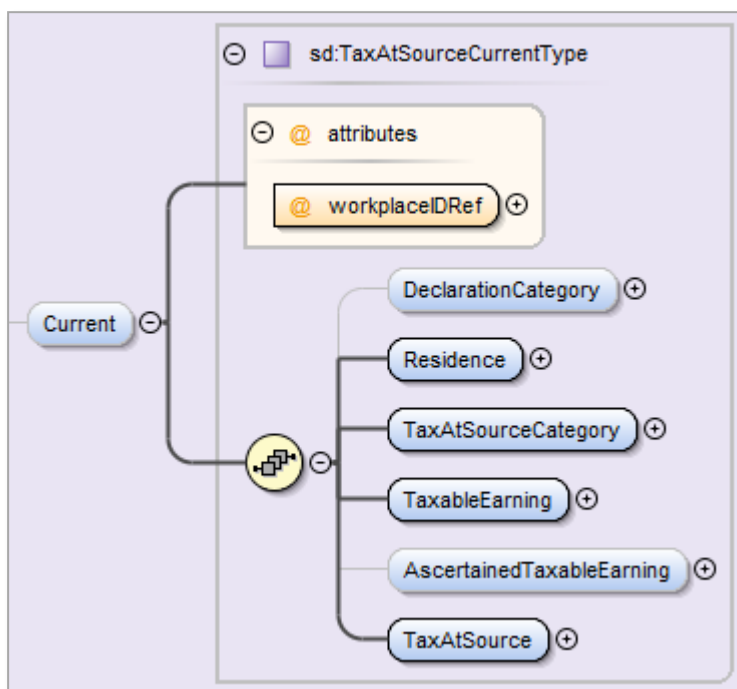 sd:TaxAtSourceCurrentType
@ attributes
@ workplaceIDRef
Current
DeclarationCategory
Residence
TaxAtSourceCategory
TaxableEarning
AscertainedTaxableEarning
TaxAtSource